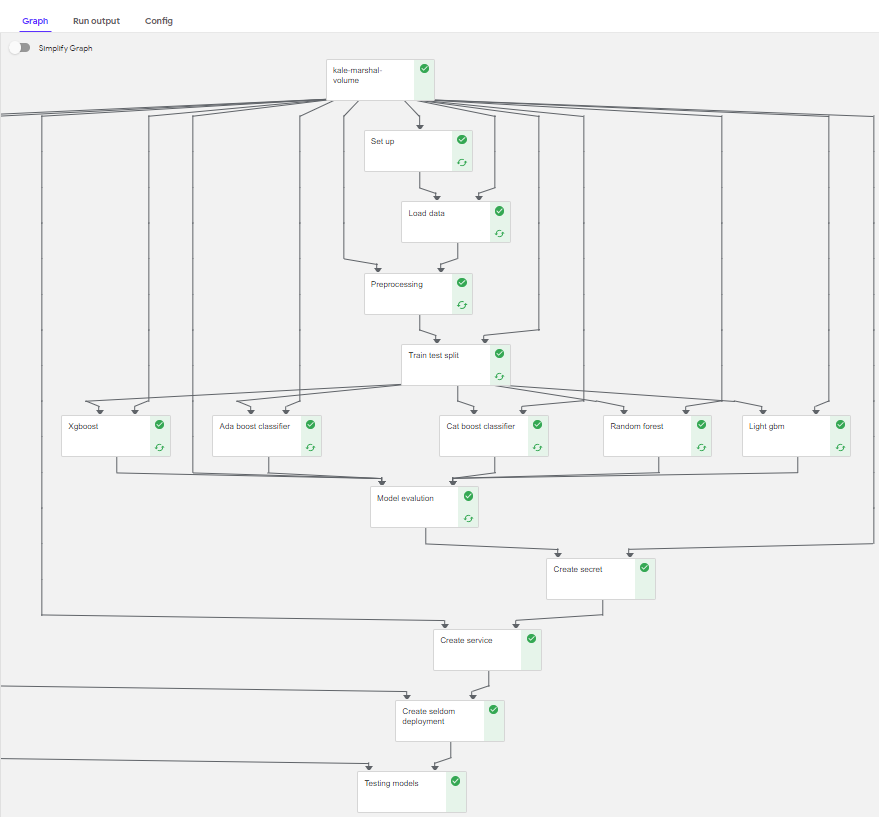 Graph Run output Config
Simplify Graph
kale-marshal-
volume
Set up
Load data
Preprocessing
Train test split
Xgboost Ada boost classifier Cat boost classifier Random forest Light gbm
Model evalution
Create secret
Create service
Create seldom
deployment
Testing models